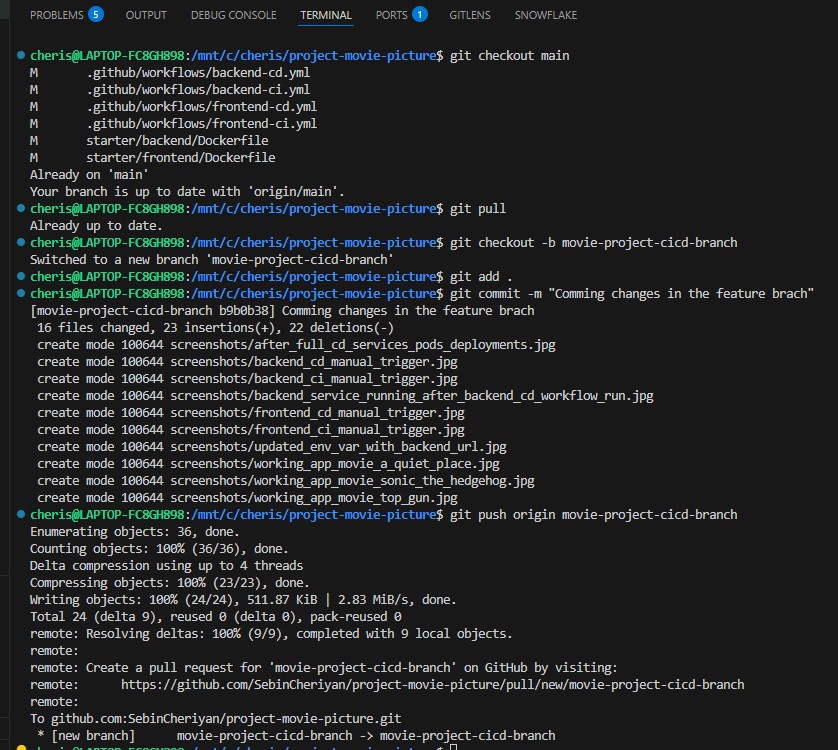 PROBLEMS 5 OUTPUT DEBUG CONSOLE TERMINAL PORTS 1 GITLENS SNOWFLAKE
cheris@LAPTOP-FC8GH898:/mnt/c/cheris/project-movie-picture$ git checkout main
M .github/workflows/backend-cd.yml
M .github/workflows/backend-ci.yml
M .github/workflows/frontend-cd.yml
M .github/workflows/frontend-ci.yml
M starter/backend/Dockerfile
M starter/frontend/Dockerfile
Already on 'main'
Your branch is up to date with 'origin/main'.
cheris@LAPTOP-FC8GH898:/mnt/c/cheris/project-movie-picture$ git pull
Already up to date.
cheris@LAPTOP-FC8GH898:/mnt/c/cheris/project-movie-picture$ git checkout -b movie-project-cicd-branch
Switched to a new branch 'movie-project-cicd-branch'
cheris@LAPTOP-FC8GH898:/mnt/c/cheris/project-movie-picture$ git add .
cheris@LAPTOP-FC8GH898:/mnt/c/cheris/project-movie-picture$ git commit -m "Comming changes in the feature brach"
[movie-project-cicd-branch b9b0b38] Comming changes in the feature brach
16 files changed, 23 insertions(+), 22 deletions(-)
create mode 100644 screenshots/after_full_cd_services_pods_deployments.jpg
create mode 100644 screenshots/backend_cd_manual_trigger.jpg
create mode 100644 screenshots/backend_ci_manual_trigger.jpg
create mode 100644 screenshots/backend_service_running_after_backend_cd_workflow_run.jpg
create mode 100644 screenshots/frontend_cd_manual_trigger.jpg
create mode 100644 screenshots/frontend_ci_manual_trigger.jpg
create mode 100644 screenshots/updated_env_var_with_backend_url.jpg
create mode 100644 screenshots/working_app_movie_a_quiet_place.jpg
create mode 100644 screenshots/working_app_movie_sonic_the_hedgehog.jpg
create mode 100644 screenshots/working_app_movie_top_gun.jpg
cheris@LAPTOP-FC8GH898:/mnt/c/cheris/project-movie-picture$ git push origin movie-project-cicd-branch
Enumerating objects: 36, done.
Counting objects: 100% (36/36), done.
Delta compression using up to 4 threads
Compressing objects: 100% (23/23), done.
Writing objects: 100% (24/24), 511.87 KiB | 2.83 MiB/s, done.
Total 24 (delta 9), reused 0 (delta 0), pack-reused 0
remote: Resolving deltas: 100% (9/9), completed with 9 local objects.
remote:
remote: Create a pull request for 'movie-project-cicd-branch' on GitHub by visiting:
remote: https://github.com/SebinCheriyan/project-movie-picture/pull/new/movie-project-cicd-branch
remote:
To github.com:SebinCheriyan/project-movie-picture.git
* [new branch] movie-project-cicd-branch -> movie-project-cicd-branch
cheris@LAPTOP-FC8GH898:/mnt/c/cheris/project-movie-picture$